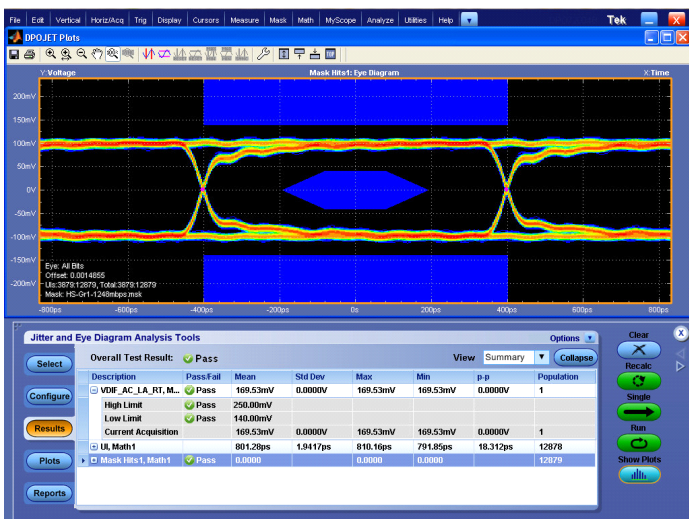 File Edit Vertical Horiz/Acq Trig Display Cursors Measure Mask Math MyScope Analyze Utilities Help Tek
DPOJET Plots
Y:Voltage Mask Hits1: Eye Diagram X:Time
200mV
150mV
100mV
50mV
0V
-50mV
-100mV
-150mV
-200mV
Eye: All Bits
Offset: 0.0014855
UIs:3879:12879, Total:3879:12879
Mask: HS-Gr1-1248mbps.msk
-800ps -600ps -400ps -200ps 0s 200ps 400ps 600ps 800ps
Jitter and Eye Diagram Analysis Tools Options Clear
Select Overall Test Result: Pass View Summary Collapse
Recalc
Description Pass/Fail Mean Std Dev Max Min p-p Population
VDIF_AC_LA_RT, M... Pass 169.53mV 0.0000V 169.53mV 169.53mV 0.0000V 1
Configure High Limit Pass 250.00mV Single
Low Limit Pass 140.00mV
Results Current Acquisition 169.53mV 0.0000V 169.53mV 169.53mV 0.0000V 1 Run
UI, Math1 801.28ps 1.9417ps 810.16ps 791.85ps 18.312ps 12878
Plots Mask Hits1, Math1 Pass 0.0000 0.0000 0.0000 12879 Show Plots
Reports